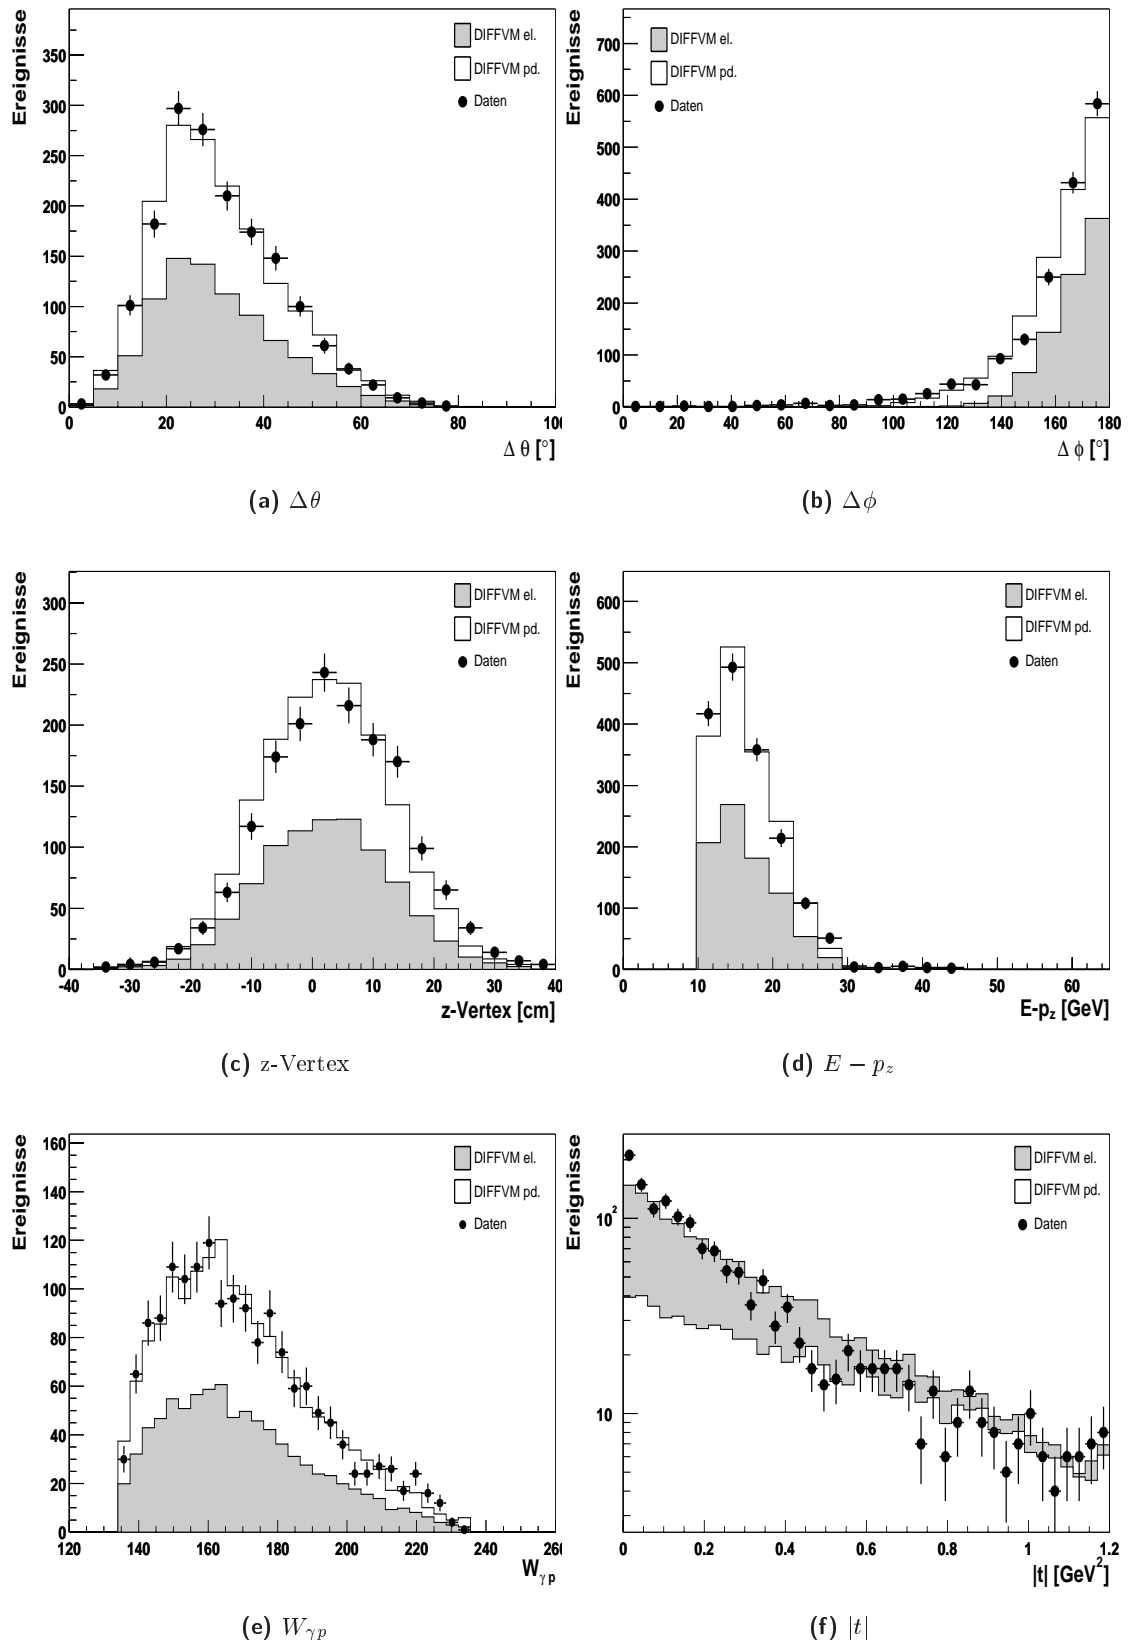 Ereignisse
350
300
250
200
150
100
50
0
0 20 40 60 80 10
Δ θ [°]
DIFFVM el.
DIFFVM pd.
Daten
(a) Δθ
Ereignisse
700
600
500
400
300
200
100
0
0 20 40 60 80 100 120 140 160 180
Δ ϕ [°]
DIFFVM el.
DIFFVM pd.
Daten
(b) Δϕ
Ereignisse
300
250
200
150
100
50
0
-40 -30 -20 -10 0 10 20 30 40
z-Vertex [cm]
DIFFVM el.
DIFFVM pd.
Daten
(c) z-Vertex
Ereignisse
600
500
400
300
200
100
0
0 10 20 30 40 50 60
E-p_z [GeV]
DIFFVM el.
DIFFVM pd.
Daten
(d) E − p_z
Ereignisse
160
140
120
100
80
60
40
20
0
120 140 160 180 200 220 240 26
W_γp
DIFFVM el.
DIFFVM pd.
Daten
(e) W_γp
Ereignisse
10²
10
0 0.2 0.4 0.6 0.8 1 1.2
|t| [GeV²]
DIFFVM el.
DIFFVM pd.
Daten
(f) |t|